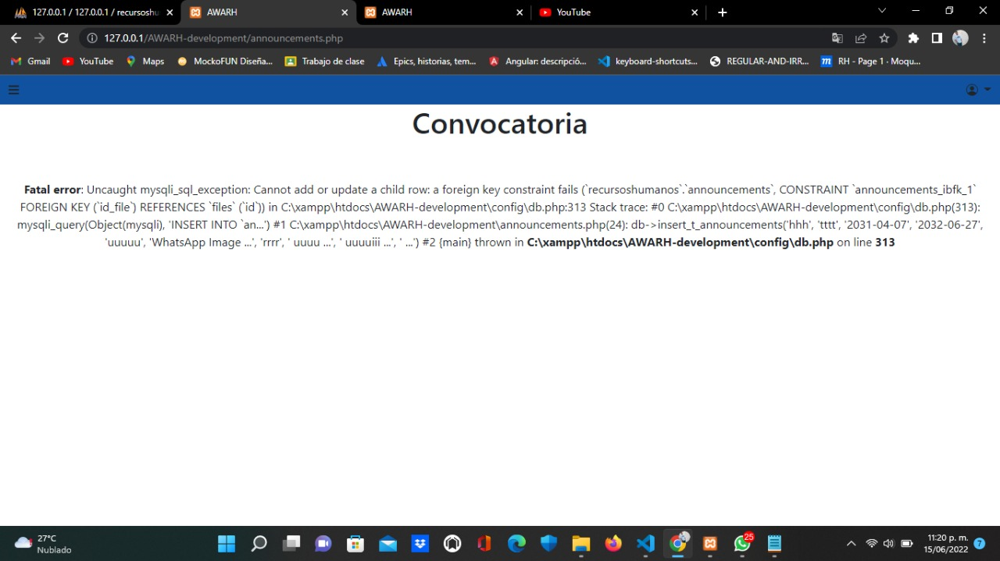 127.0.0.1 / 127.0.0.1 / recursoshu
AWARH
AWARH
YouTube
127.0.0.1/AWARH-development/announcements.php
Gmail
YouTube
Maps
MockoFUN Diseña...
Trabajo de clase
Epics, historias, tem...
Angular: descripció...
keyboard-shortcuts...
REGULAR-AND-IRR...
RH - Page 1 · Moqu...
Convocatoria
Fatal error: Uncaught mysqli_sql_exception: Cannot add or update a child row: a foreign key constraint fails (`recursoshumanos`.`announcements`, CONSTRAINT `announcements_ibfk_1`
FOREIGN KEY (`id_file`) REFERENCES `files` (`id`)) in C:\xampp\htdocs\AWARH-development\config\db.php:313 Stack trace: #0 C:\xampp\htdocs\AWARH-development\config\db.php(313):
mysqli_query(Object(mysqli), 'INSERT INTO `an...') #1 C:\xampp\htdocs\AWARH-development\announcements.php(24): db->insert_t_announcements('hhh', 'tttt', '2031-04-07', '2032-06-27',
'uuuuu', 'WhatsApp Image ...', 'rrrr', ' uuuu ...', ' uuuuiii ...', ' ...') #2 {main} thrown in C:\xampp\htdocs\AWARH-development\config\db.php on line 313
27°C
Nublado
25
11:20 p. m.
15/06/2022
7